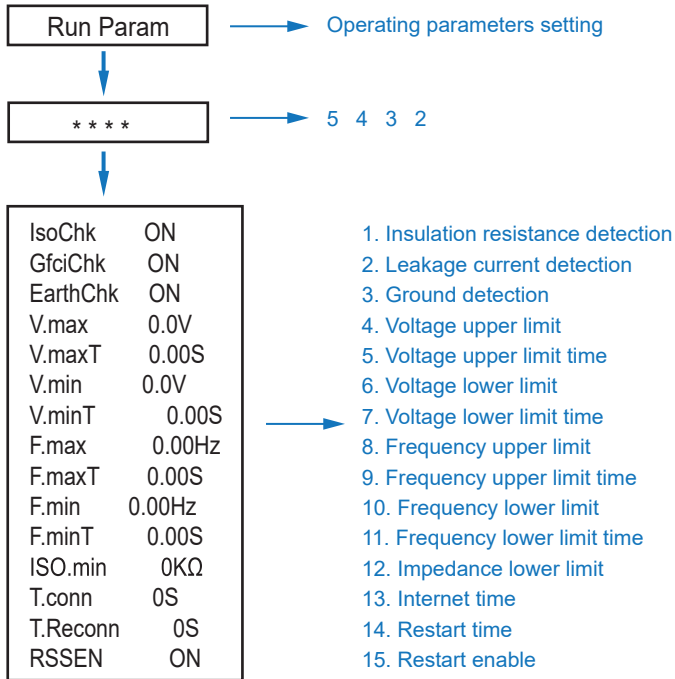 Run Param
Operating parameters setting
* * * *
5 4 3 2
IsoChk ON
GfciChk ON
EarthChk ON
V.max 0.0V
V.maxT 0.00S
V.min 0.0V
V.minT 0.00S
F.max 0.00Hz
F.maxT 0.00S
F.min 0.00Hz
F.minT 0.00S
ISO.min 0KΩ
T.conn 0S
T.Reconn 0S
RSSEN ON
1. Insulation resistance detection
2. Leakage current detection
3. Ground detection
4. Voltage upper limit
5. Voltage upper limit time
6. Voltage lower limit
7. Voltage lower limit time
8. Frequency upper limit
9. Frequency upper limit time
10. Frequency lower limit
11. Frequency lower limit time
12. Impedance lower limit
13. Internet time
14. Restart time
15. Restart enable